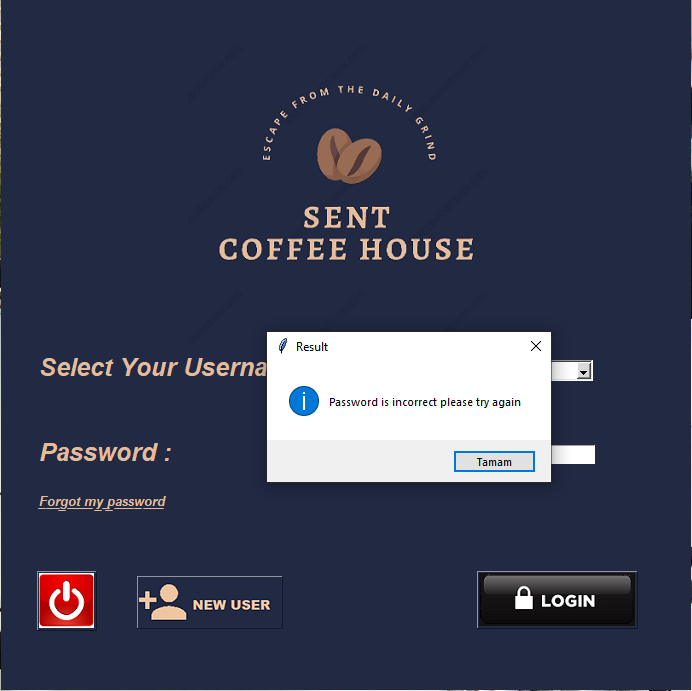 ESCAPE FROM THE DAILY GRIND
SENT
COFFEE HOUSE
Result
Select Your Userna
Password is incorrect please try again
Password :
Tamam
Forgot my password
NEW USER
LOGIN